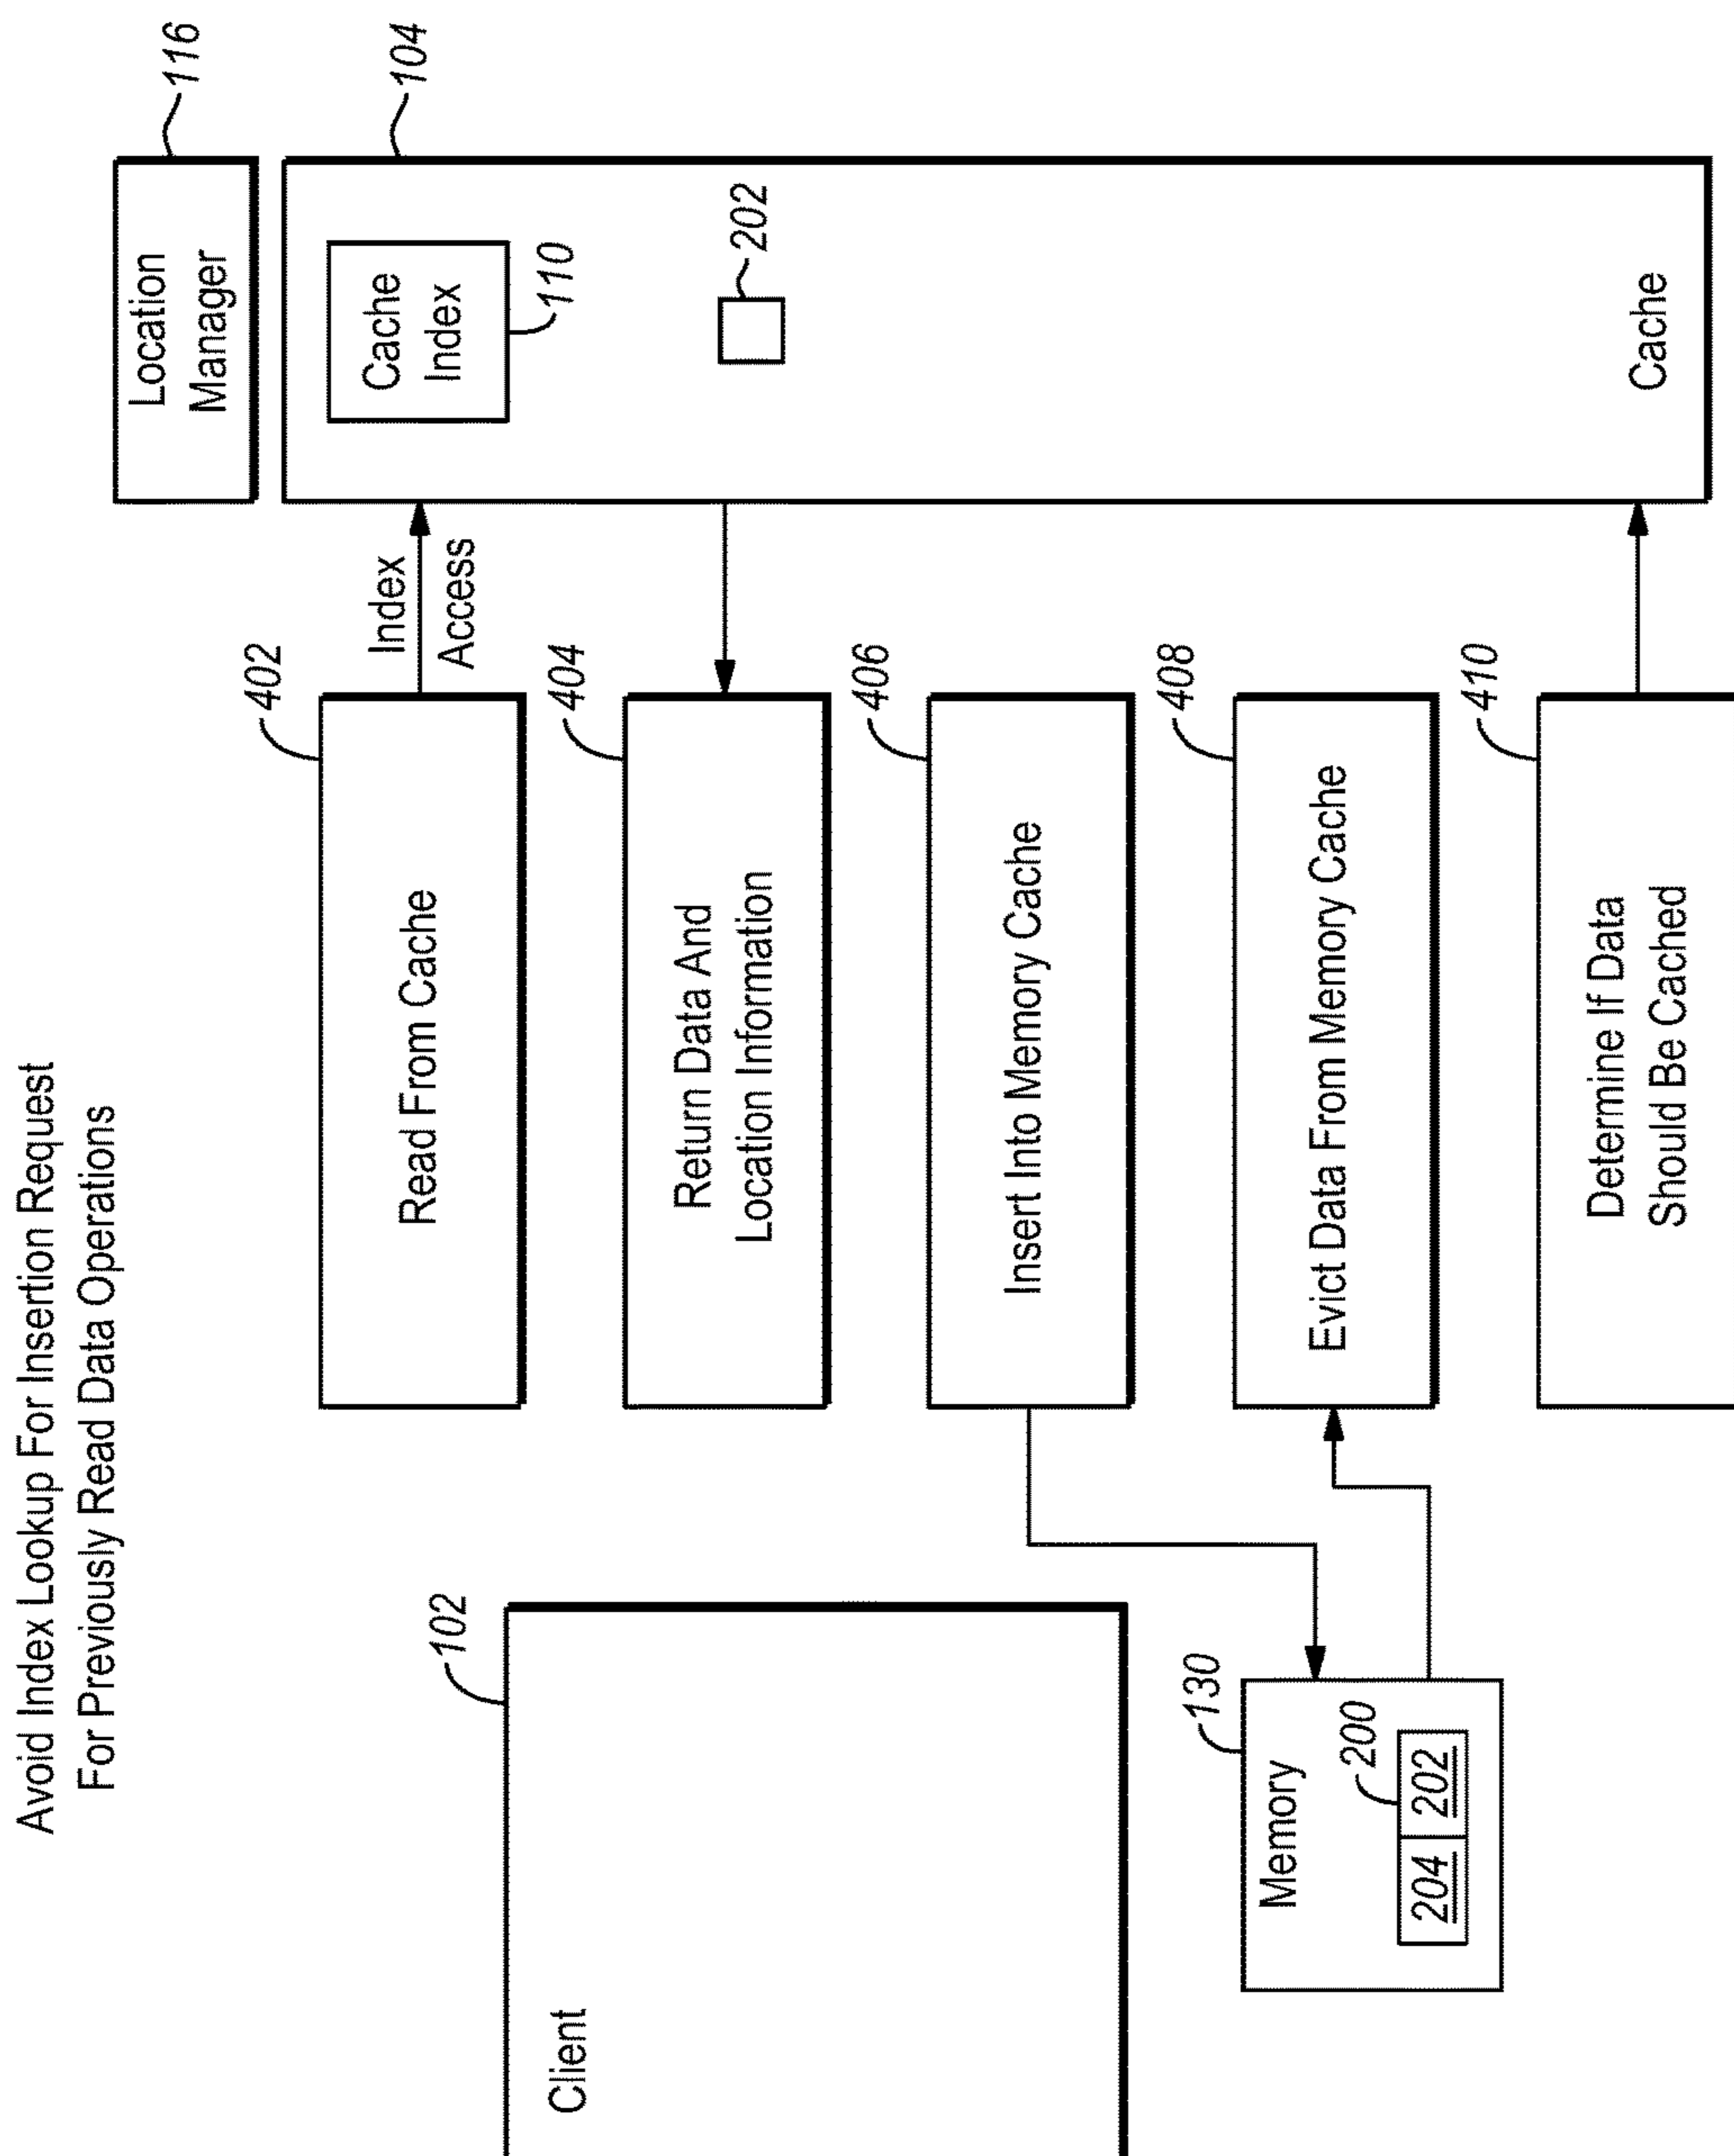 Avoid Index Lookup For Insertion Request
For Previously Read Data Operations
Location
Manager
116
104
Cache
Index
110
202
Cache
402
Read From Cache
Index
Access
404
Return Data And
Location Information
406
Insert Into Memory Cache
408
Evict Data From Memory Cache
410
Determine If Data
Should Be Cached
102
Client
130
Memory
200
204 202